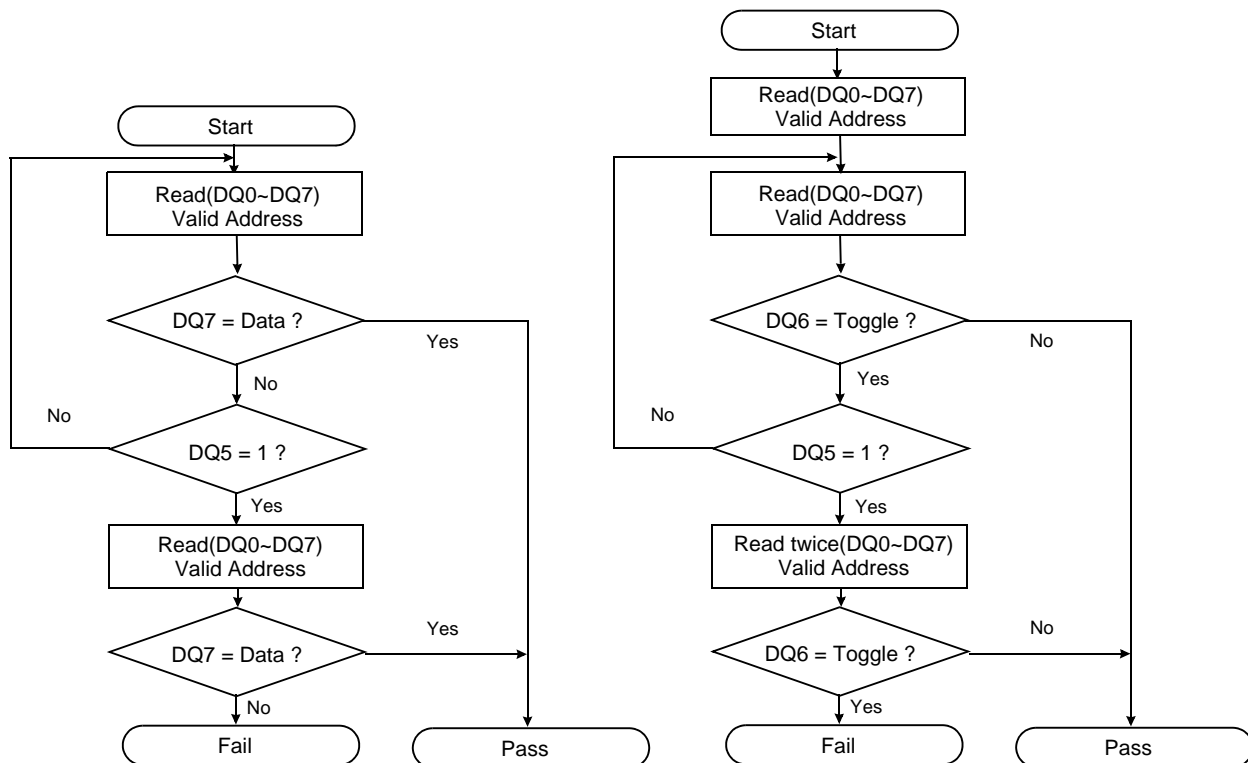 Start
Read(DQ0~DQ7)
Valid Address
DQ7 = Data ?
Yes
No
No
DQ5 = 1 ?
Yes
Read(DQ0~DQ7)
Valid Address
DQ7 = Data ?
Yes
No
Fail
Pass
Start
Read(DQ0~DQ7)
Valid Address
Read(DQ0~DQ7)
Valid Address
DQ6 = Toggle ?
No
Yes
No
DQ5 = 1 ?
Yes
Read twice(DQ0~DQ7)
Valid Address
DQ6 = Toggle ?
No
Yes
Fail
Pass